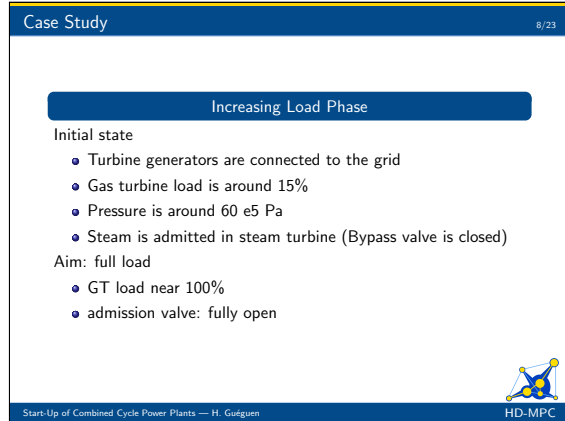 Case Study
8/23
Increasing Load Phase
Initial state
Turbine generators are connected to the grid
Gas turbine load is around 15%
Pressure is around 60 e5 Pa
Steam is admitted in steam turbine (Bypass valve is closed)
Aim: full load
GT load near 100%
admission valve: fully open
Start-Up of Combined Cycle Power Plants — H. Guéguen
HD-MPC